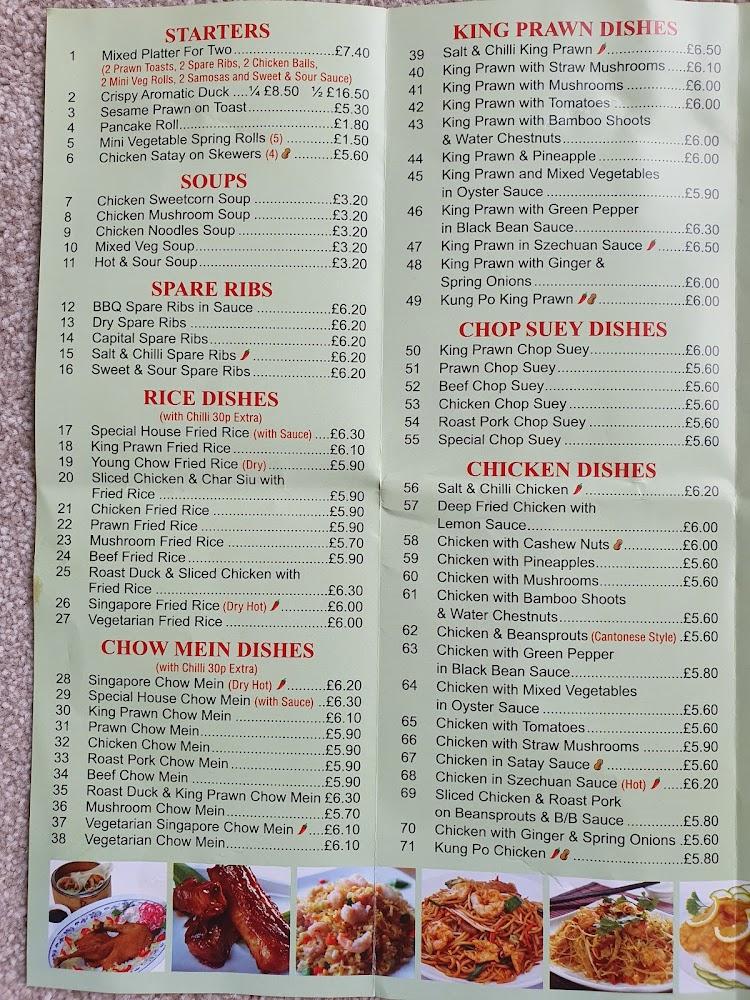 STARTERS
1 Mixed Platter For Two..............................£7.40
(2 Prawn Toasts, 2 Spare Ribs, 2 Chicken Balls,
2 Mini Veg Rolls, 2 Samosas and Sweet & Sour Sauce)
2 Crispy Aromatic Duck ....¼ £8.50 ½ £16.50
3 Sesame Prawn on Toast.....................£5.30
4 Pancake Roll.......................................£1.80
5 Mini Vegetable Spring Rolls (5) ............£1.50
6 Chicken Satay on Skewers (4) ..........£5.60
SOUPS
7 Chicken Sweetcorn Soup ...................£3.20
8 Chicken Mushroom Soup ...................£3.20
9 Chicken Noodles Soup .......................£3.20
10 Mixed Veg Soup.................................£3.20
11 Hot & Sour Soup................................£3.20
SPARE RIBS
12 BBQ Spare Ribs in Sauce ...................£6.20
13 Dry Spare Ribs ...................................£6.20
14 Capital Spare Ribs..............................£6.20
15 Salt & Chilli Spare Ribs ....................£6.20
16 Sweet & Sour Spare Ribs....................£6.20
RICE DISHES
(with Chilli 30p Extra)
17 Special House Fried Rice (with Sauce) ....£6.30
18 King Prawn Fried Rice.........................£6.10
19 Young Chow Fried Rice (Dry)...............£5.90
20 Sliced Chicken & Char Siu with
Fried Rice ...........................................£5.90
21 Chicken Fried Rice..............................£5.90
22 Prawn Fried Rice ................................£5.90
23 Mushroom Fried Rice ..........................£5.70
24 Beef Fried Rice...................................£5.90
25 Roast Duck & Sliced Chicken with
Fried Rice ...........................................£6.30
26 Singapore Fried Rice (Dry Hot) ...........£6.00
27 Vegetarian Fried Rice .........................£6.00
CHOW MEIN DISHES
(with Chilli 30p Extra)
28 Singapore Chow Mein (Dry Hot) ..........£6.20
29 Special House Chow Mein (with Sauce) ..£6.30
30 King Prawn Chow Mein .......................£6.10
31 Prawn Chow Mein...............................£5.90
32 Chicken Chow Mein.............................£5.90
33 Roast Pork Chow Mein ........................£5.90
34 Beef Chow Mein .................................£5.90
35 Roast Duck & King Prawn Chow Mein £6.30
36 Mushroom Chow Mein.........................£5.70
37 Vegetarian Singapore Chow Mein ....£6.10
38 Vegetarian Chow Mein........................£6.10
KING PRAWN DISHES
39 Salt & Chilli King Prawn ...................£6.50
40 King Prawn with Straw Mushrooms .....£6.10
41 King Prawn with Mushrooms ..............£6.00
42 King Prawn with Tomatoes .................£6.00
43 King Prawn with Bamboo Shoots
& Water Chestnuts..............................£6.00
44 King Prawn & Pineapple .....................£6.00
45 King Prawn and Mixed Vegetables
in Oyster Sauce .................................£5.90
46 King Prawn with Green Pepper
in Black Bean Sauce...........................£6.30
47 King Prawn in Szechuan Sauce .......£6.50
48 King Prawn with Ginger &
Spring Onions ....................................£6.00
49 Kung Po King Prawn .......................£6.00
CHOP SUEY DISHES
50 King Prawn Chop Suey.......................£6.00
51 Prawn Chop Suey...............................£5.60
52 Beef Chop Suey..................................£5.60
53 Chicken Chop Suey ............................£5.60
54 Roast Pork Chop Suey .......................£5.60
55 Special Chop Suey .............................£5.60
CHICKEN DISHES
56 Salt & Chilli Chicken ........................£6.20
57 Deep Fried Chicken with
Lemon Sauce......................................£6.00
58 Chicken with Cashew Nuts ...............£6.00
59 Chicken with Pineapples.....................£5.60
60 Chicken with Mushrooms....................£5.60
61 Chicken with Bamboo Shoots
& Water Chestnuts..............................£5.60
62 Chicken & Beansprouts (Cantonese Style) .£5.60
63 Chicken with Green Pepper
in Black Bean Sauce...........................£5.80
64 Chicken with Mixed Vegetables
in Oyster Sauce ..................................£5.60
65 Chicken with Tomatoes.......................£5.60
66 Chicken with Straw Mushrooms .........£5.90
67 Chicken in Satay Sauce ...................£5.60
68 Chicken in Szechuan Sauce (Hot) .....£6.20
69 Sliced Chicken & Roast Pork
on Beansprouts & B/B Sauce .............£5.80
70 Chicken with Ginger & Spring Onions .£5.60
71 Kung Po Chicken .............................£5.80